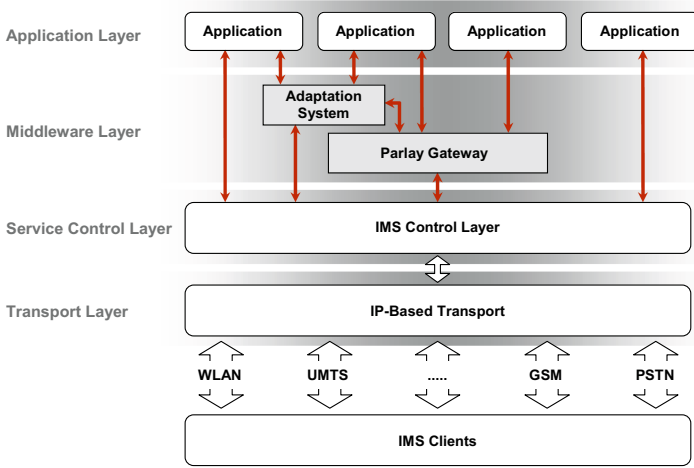 Application Layer
Application
Application
Application
Application
Middleware Layer
Adaptation
System
Parlay Gateway
Service Control Layer
IMS Control Layer
Transport Layer
IP-Based Transport
WLAN
UMTS
.....
GSM
PSTN
IMS Clients